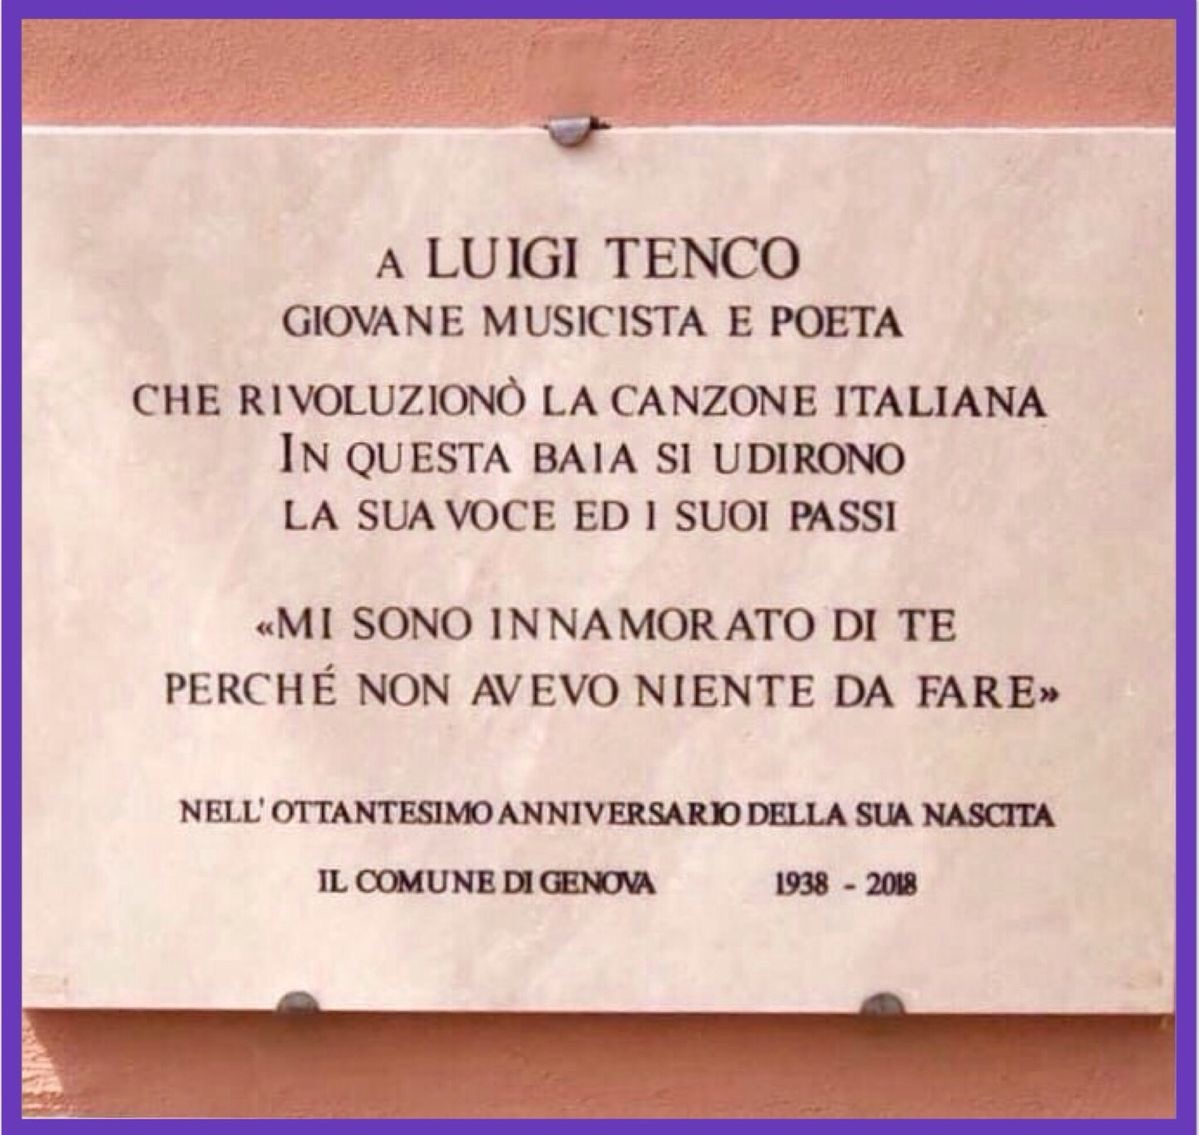 A LUIGI TENCO
GIOVANE MUSICISTA E POETA
CHE RIVOLUZIONÒ LA CANZONE ITALIANA
IN QUESTA BAIA SI UDIRONO
LA SUA VOCE ED I SUOI PASSI
«MI SONO INNAMORATO DI TE
PERCHÉ NON AVEVO NIENTE DA FARE»
NELL' OTTANTESIMO ANNIVERSARIO DELLA SUA NASCITA
IL COMUNE DI GENOVA 1938 - 2018